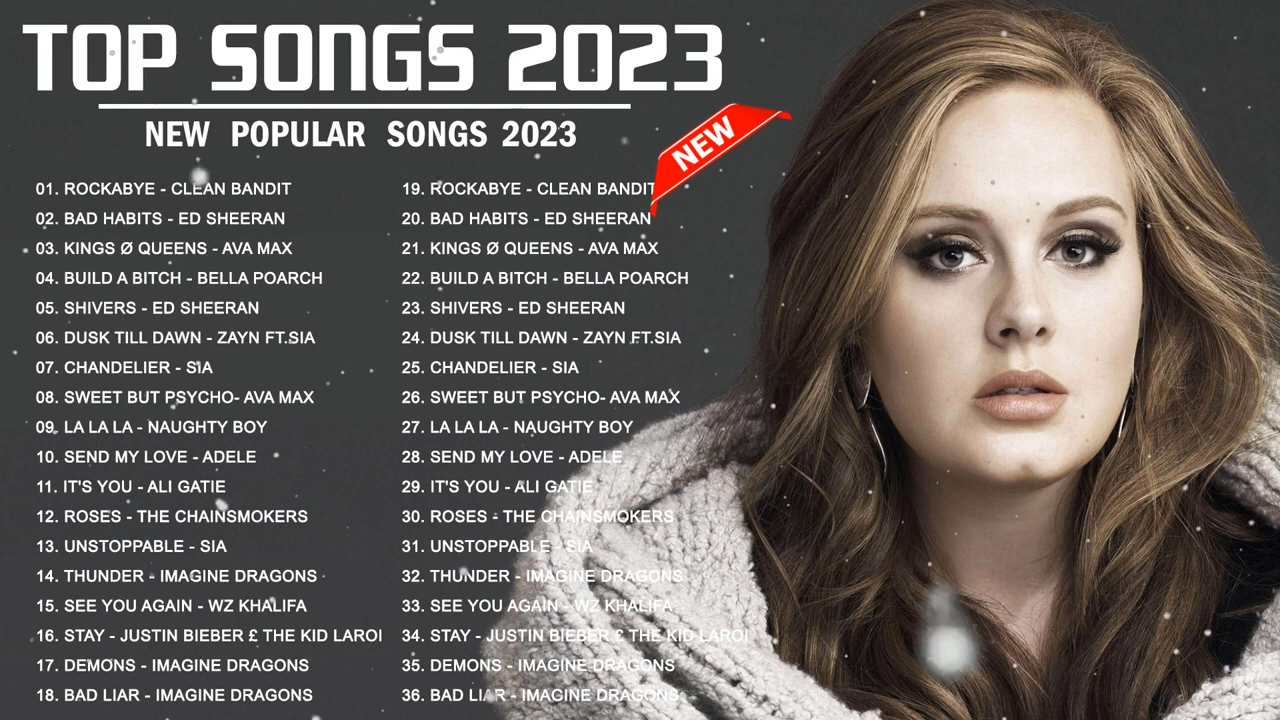 TOP SONGS 2023
NEW POPULAR SONGS 2023
NEW
01. ROCKABYE - CLEAN BANDIT
02. BAD HABITS - ED SHEERAN
03. KINGS Ø QUEENS - AVA MAX
04. BUILD A BITCH - BELLA POARCH
05. SHIVERS - ED SHEERAN
06. DUSK TILL DAWN - ZAYN FT.SIA
07. CHANDELIER - SIA
08. SWEET BUT PSYCHO- AVA MAX
09. LA LA LA - NAUGHTY BOY
10. SEND MY LOVE - ADELE
11. IT'S YOU - ALI GATIE
12. ROSES - THE CHAINSMOKERS
13. UNSTOPPABLE - SIA
14. THUNDER - IMAGINE DRAGONS
15. SEE YOU AGAIN - WZ KHALIFA
16. STAY - JUSTIN BIEBER £ THE KID LAROI
17. DEMONS - IMAGINE DRAGONS
18. BAD LIAR - IMAGINE DRAGONS
19. ROCKABYE - CLEAN BANDIT
20. BAD HABITS - ED SHEERAN
21. KINGS Ø QUEENS - AVA MAX
22. BUILD A BITCH - BELLA POARCH
23. SHIVERS - ED SHEERAN
24. DUSK TILL DAWN - ZAYN FT.SIA
25. CHANDELIER - SIA
26. SWEET BUT PSYCHO- AVA MAX
27. LA LA LA - NAUGHTY BOY
28. SEND MY LOVE - ADELE
29. IT'S YOU - ALI GATIE
30. ROSES - THE CHAINSMOKERS
31. UNSTOPPABLE - SIA
32. THUNDER - IMAGINE DRAGONS
33. SEE YOU AGAIN - WZ KHALIFA
34. STAY - JUSTIN BIEBER £ THE KID LAROI
35. DEMONS - IMAGINE DRAGONS
36. BAD LIAR - IMAGINE DRAGONS